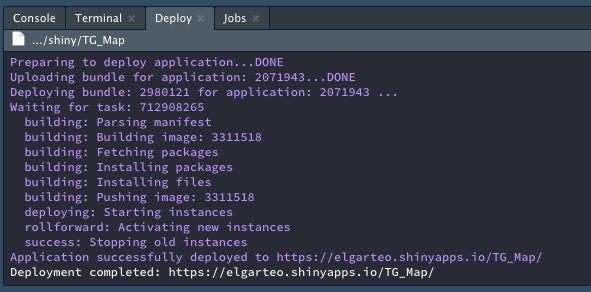 Console Terminal × Deploy × Jobs ×
.../shiny/TG_Map
Preparing to deploy application...DONE
Uploading bundle for application: 2071943...DONE
Deploying bundle: 2980121 for application: 2071943 ...
Waiting for task: 712908265
  building: Parsing manifest
  building: Building image: 3311518
  building: Fetching packages
  building: Installing packages
  building: Installing files
  building: Pushing image: 3311518
  deploying: Starting instances
  rollforward: Activating new instances
  success: Stopping old instances
Application successfully deployed to https://elgarteo.shinyapps.io/TG_Map/
Deployment completed: https://elgarteo.shinyapps.io/TG_Map/